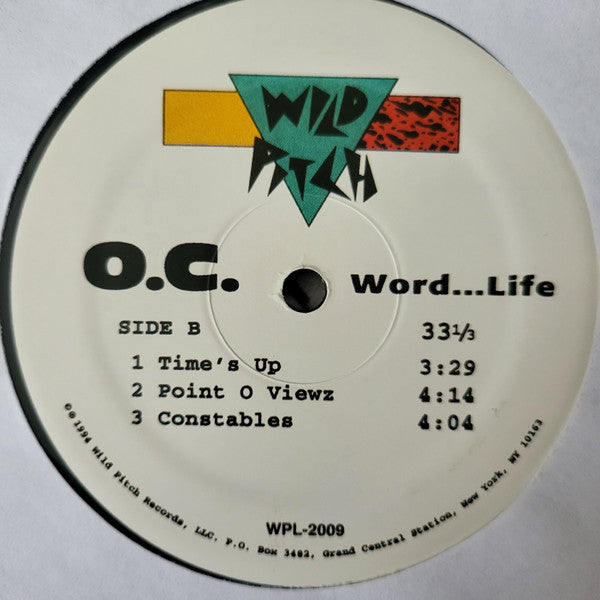 WILD
PITCH
O.C.
Word...Life
SIDE B 33⅓
1 Time's Up 3:29
2 Point O Viewz 4:14
3 Constables 4:04
©℗ 1994 Wild Pitch Records, LLC. P.O. Box 3482, Grand Central Station, New York, NY 10163
WPL-2009